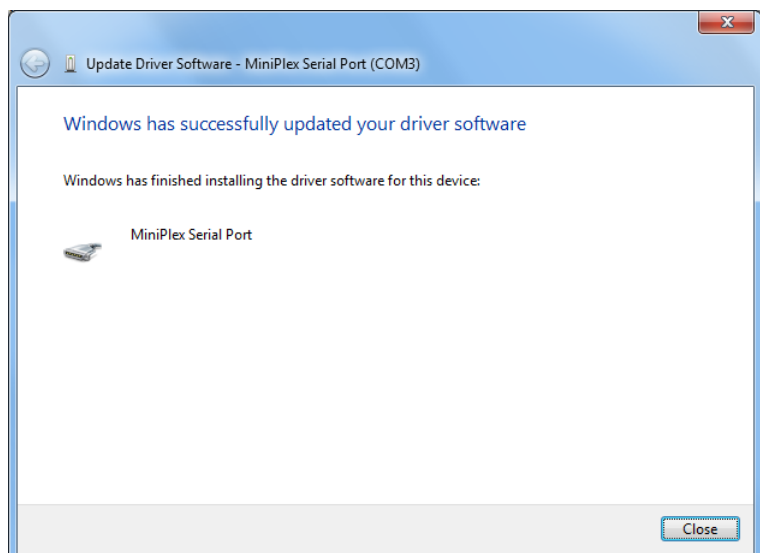 Update Driver Software - MiniPlex Serial Port (COM3)
Windows has successfully updated your driver software
Windows has finished installing the driver software for this device:
MiniPlex Serial Port
Close